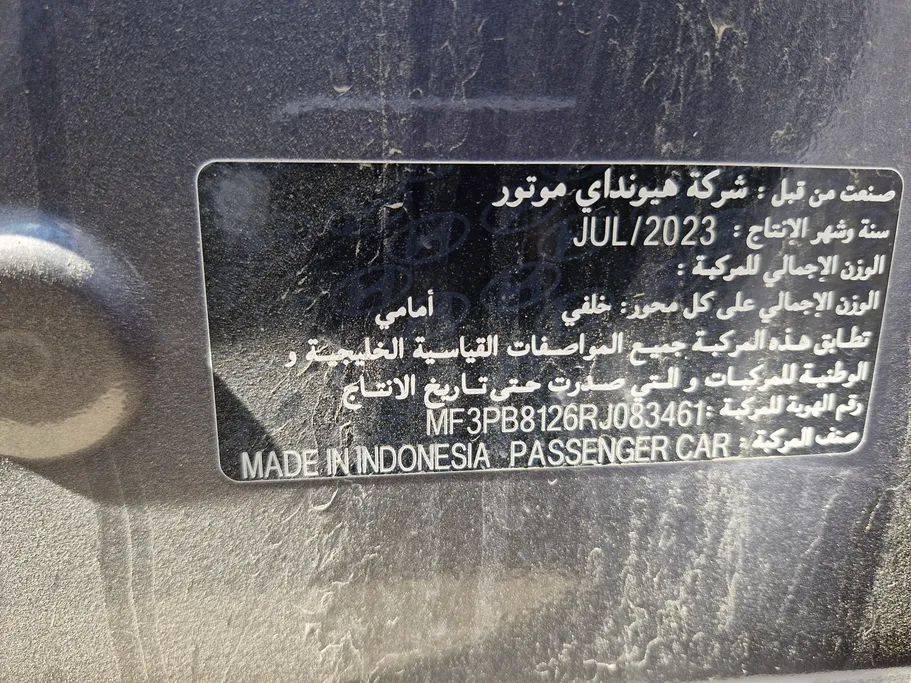 صنعت من قبل : شركة هيونداي موتور
سنة وشهر الإنتاج : JUL/2023
الوزن الإجمالي للمركبة :
الوزن الإجمالي على كل محور : خلفي أمامي
تطابق هذه المركبة جميع المواصفات القياسية الخليجية و
الوطنية للمركبات و التي صدرت حتى تاريخ الانتاج
رقم الهوية للمركبة :MF3PB8126RJ083461
صنف المركبة : MADE IN INDONESIA PASSENGER CAR